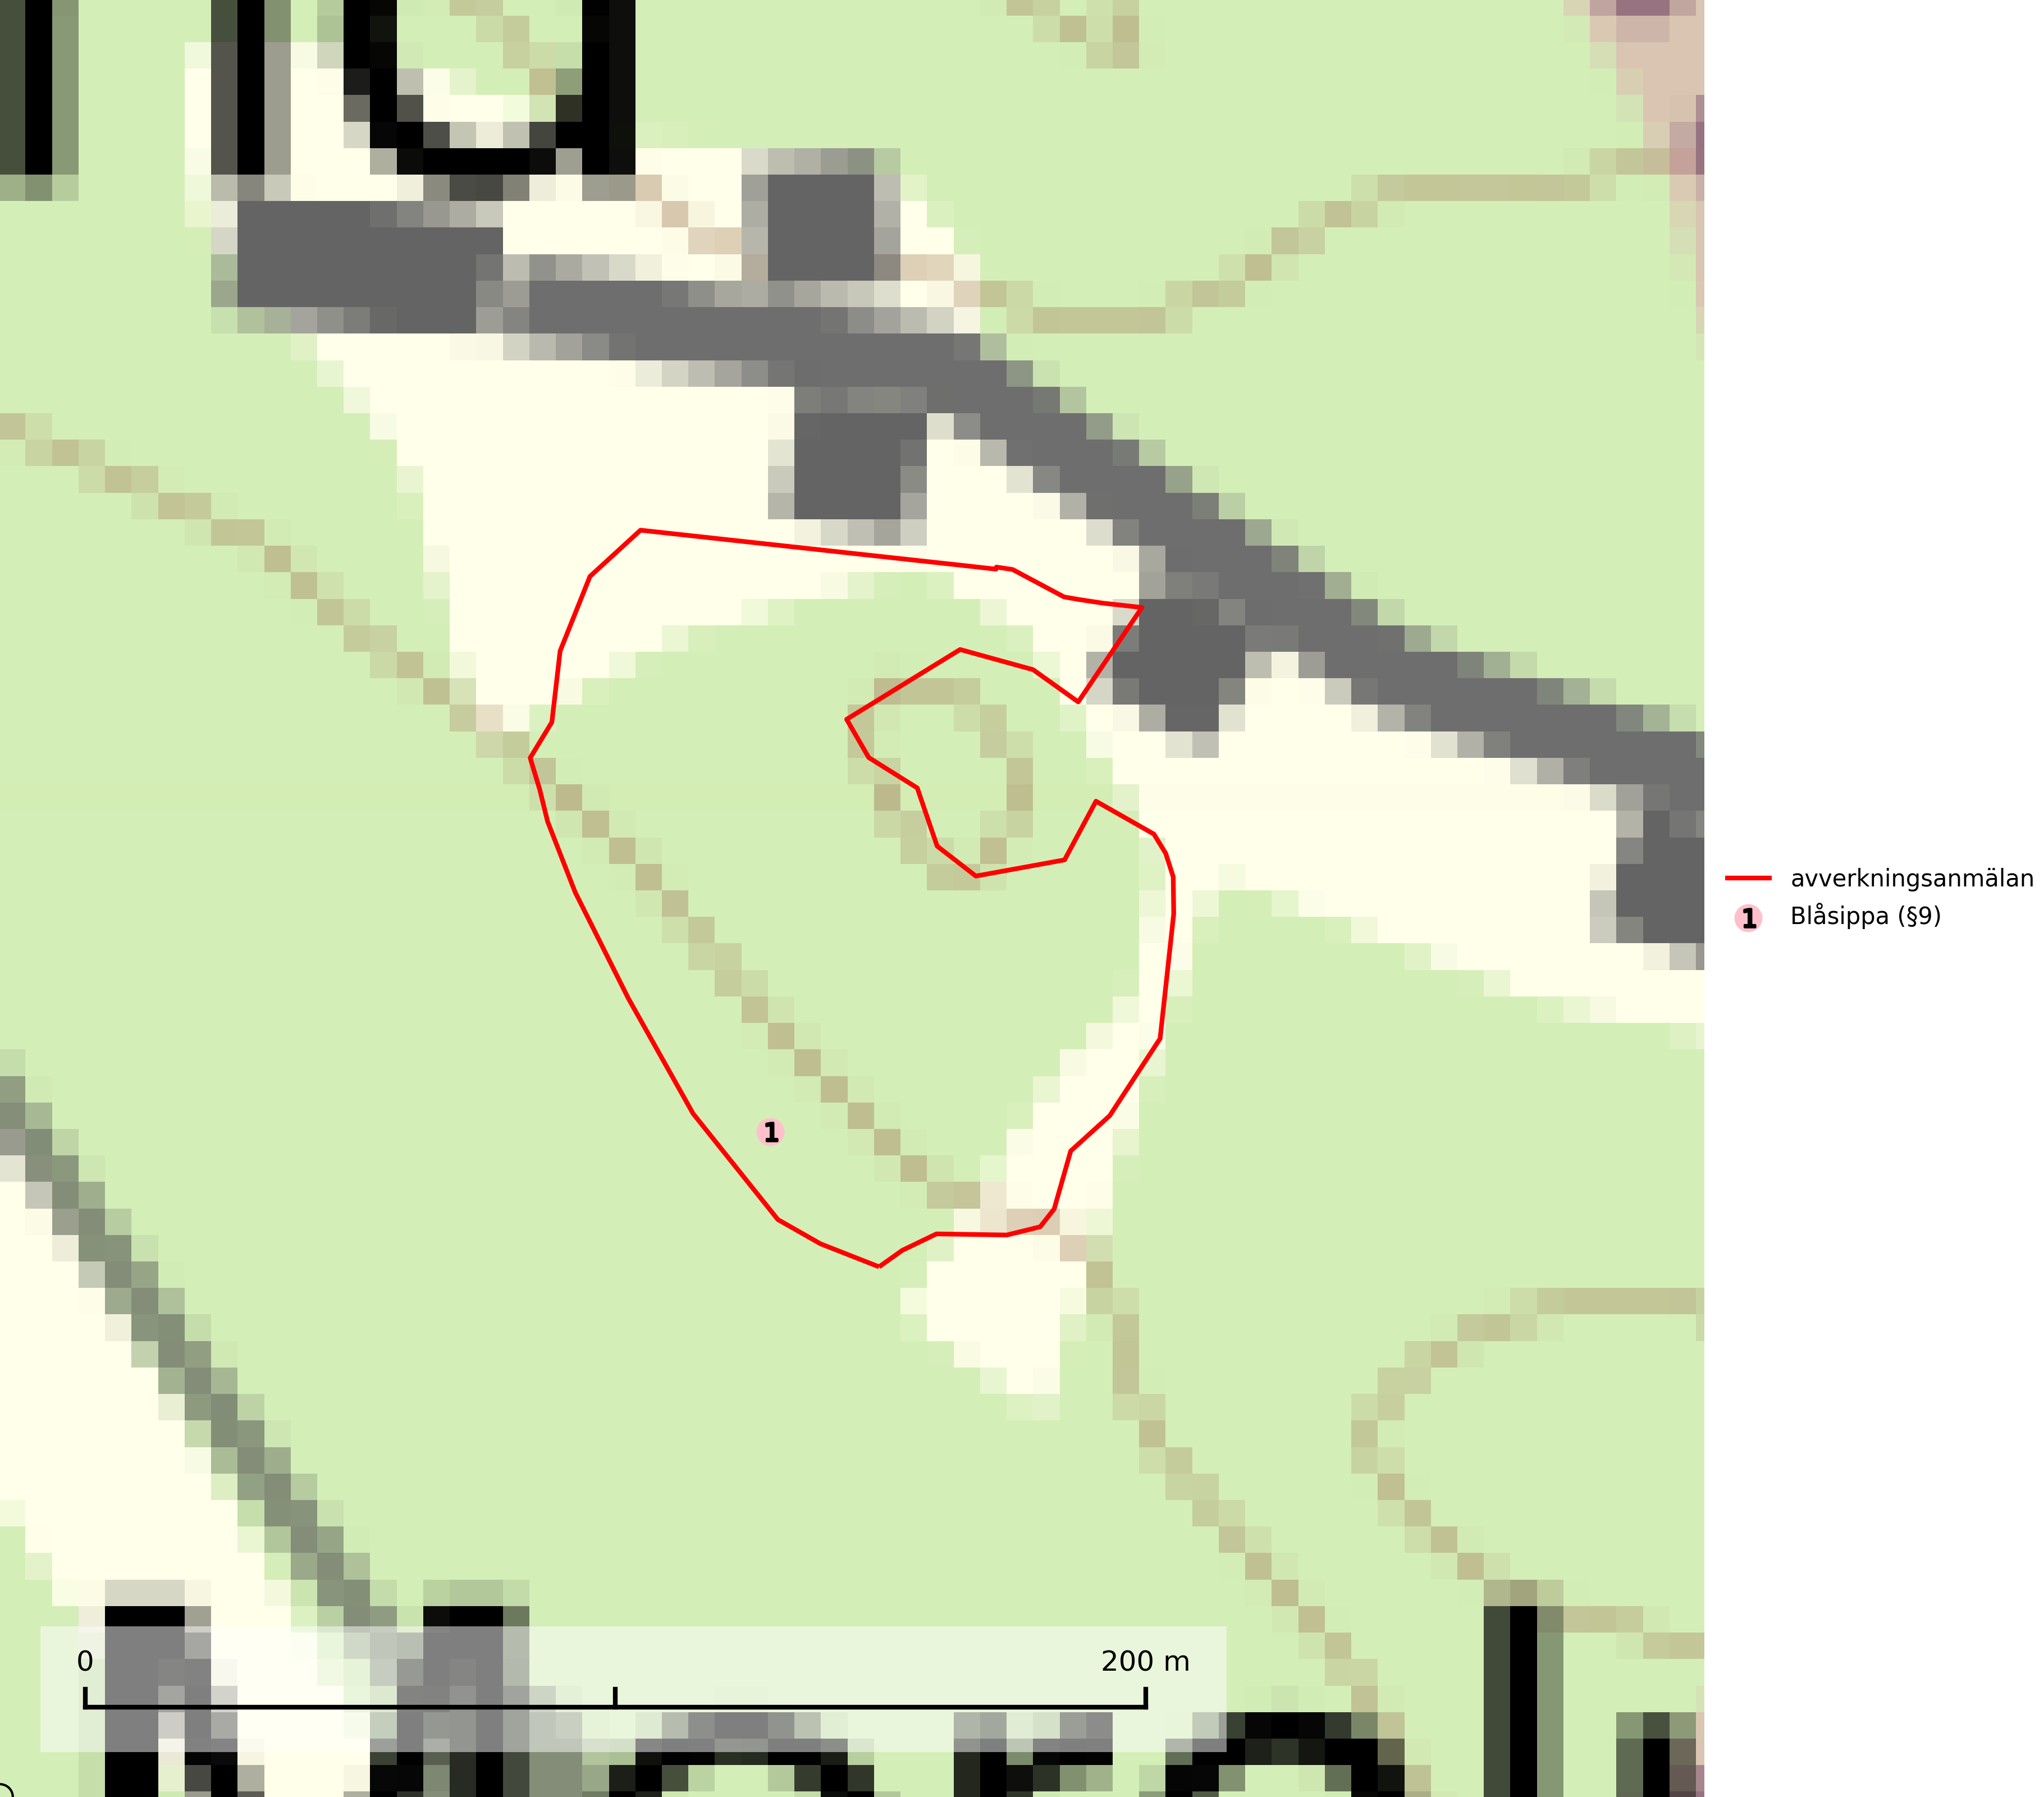 avverkningsanmälan
1 Blåsippa (§9)
1
0 200 m